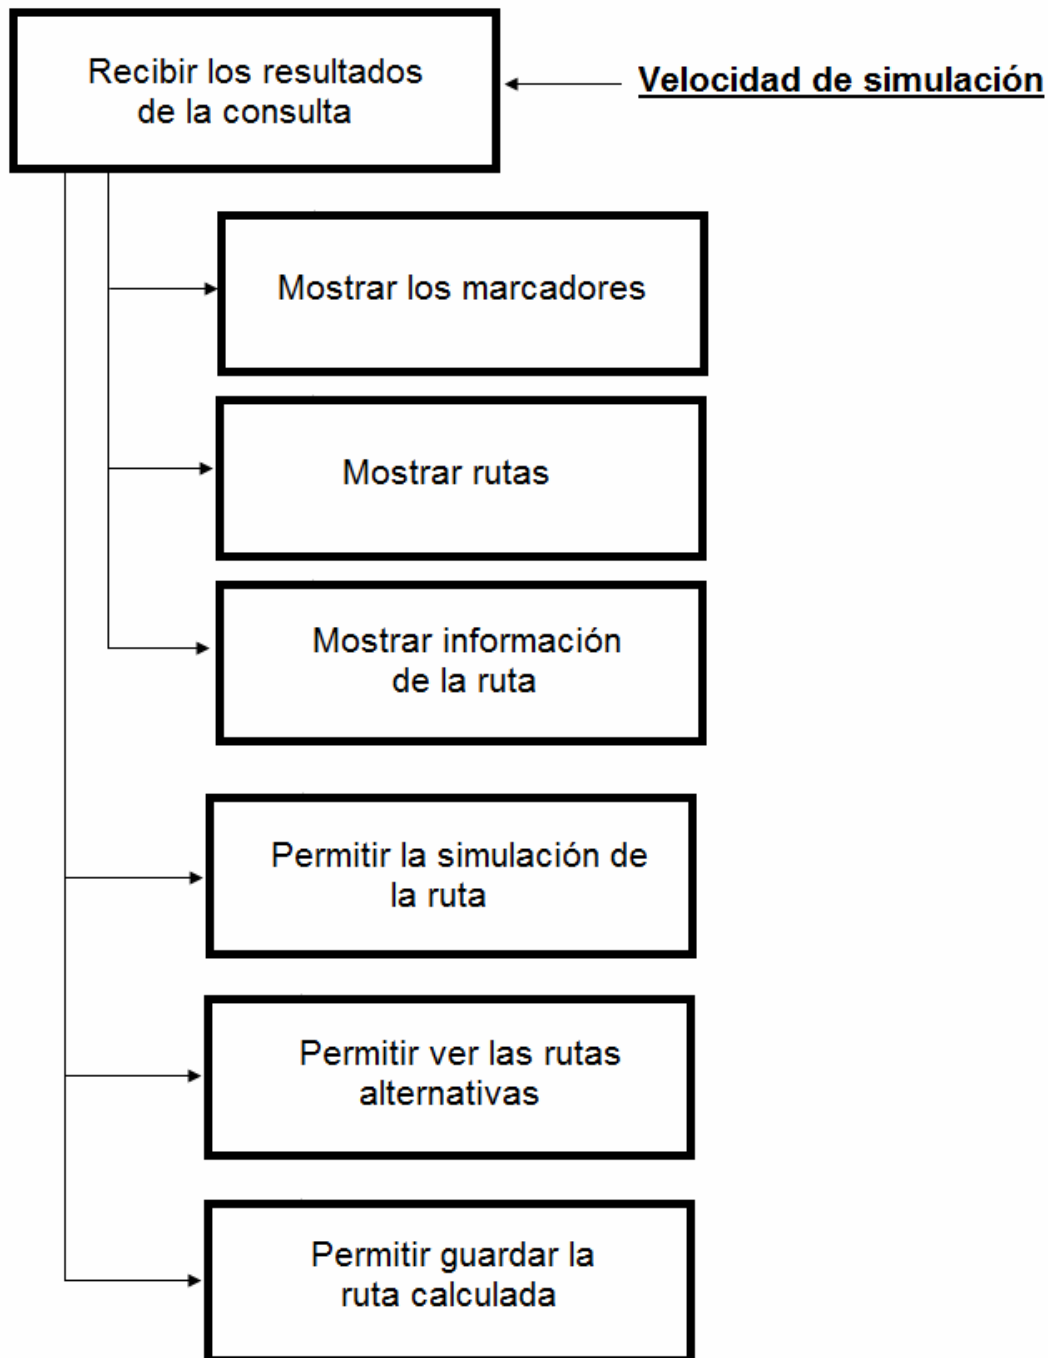 Recibir los resultados
de la consulta
Velocidad de simulación
Mostrar los marcadores
Mostrar rutas
Mostrar información
de la ruta
Permitir la simulación de
la ruta
Permitir ver las rutas
alternativas
Permitir guardar la
ruta calculada